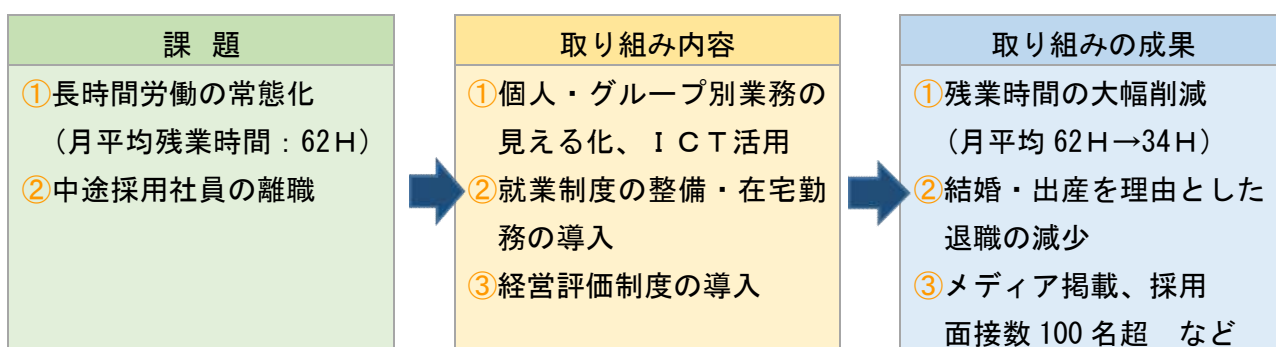 課 題
①長時間労働の常態化
（月平均残業時間：62Ｈ）
②中途採用社員の離職
取り組み内容
①個人・グループ別業務の
見える化、ＩＣＴ活用
②就業制度の整備・在宅勤
務の導入
③経営評価制度の導入
取り組みの成果
①残業時間の大幅削減
（月平均 62Ｈ→34Ｈ）
②結婚・出産を理由とした
退職の減少
③メディア掲載、採用
面接数 100 名超　など